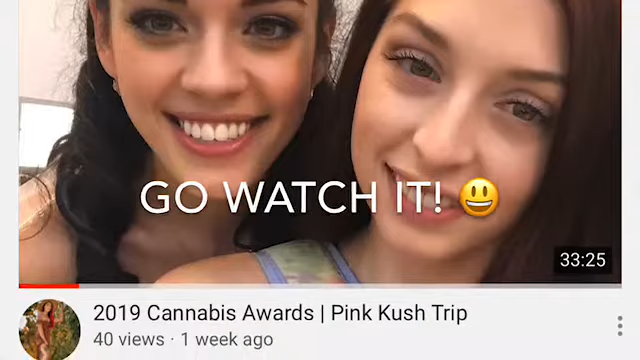 GO WATCH IT! 😃
33:25
2019 Cannabis Awards | Pink Kush Trip
40 views · 1 week ago